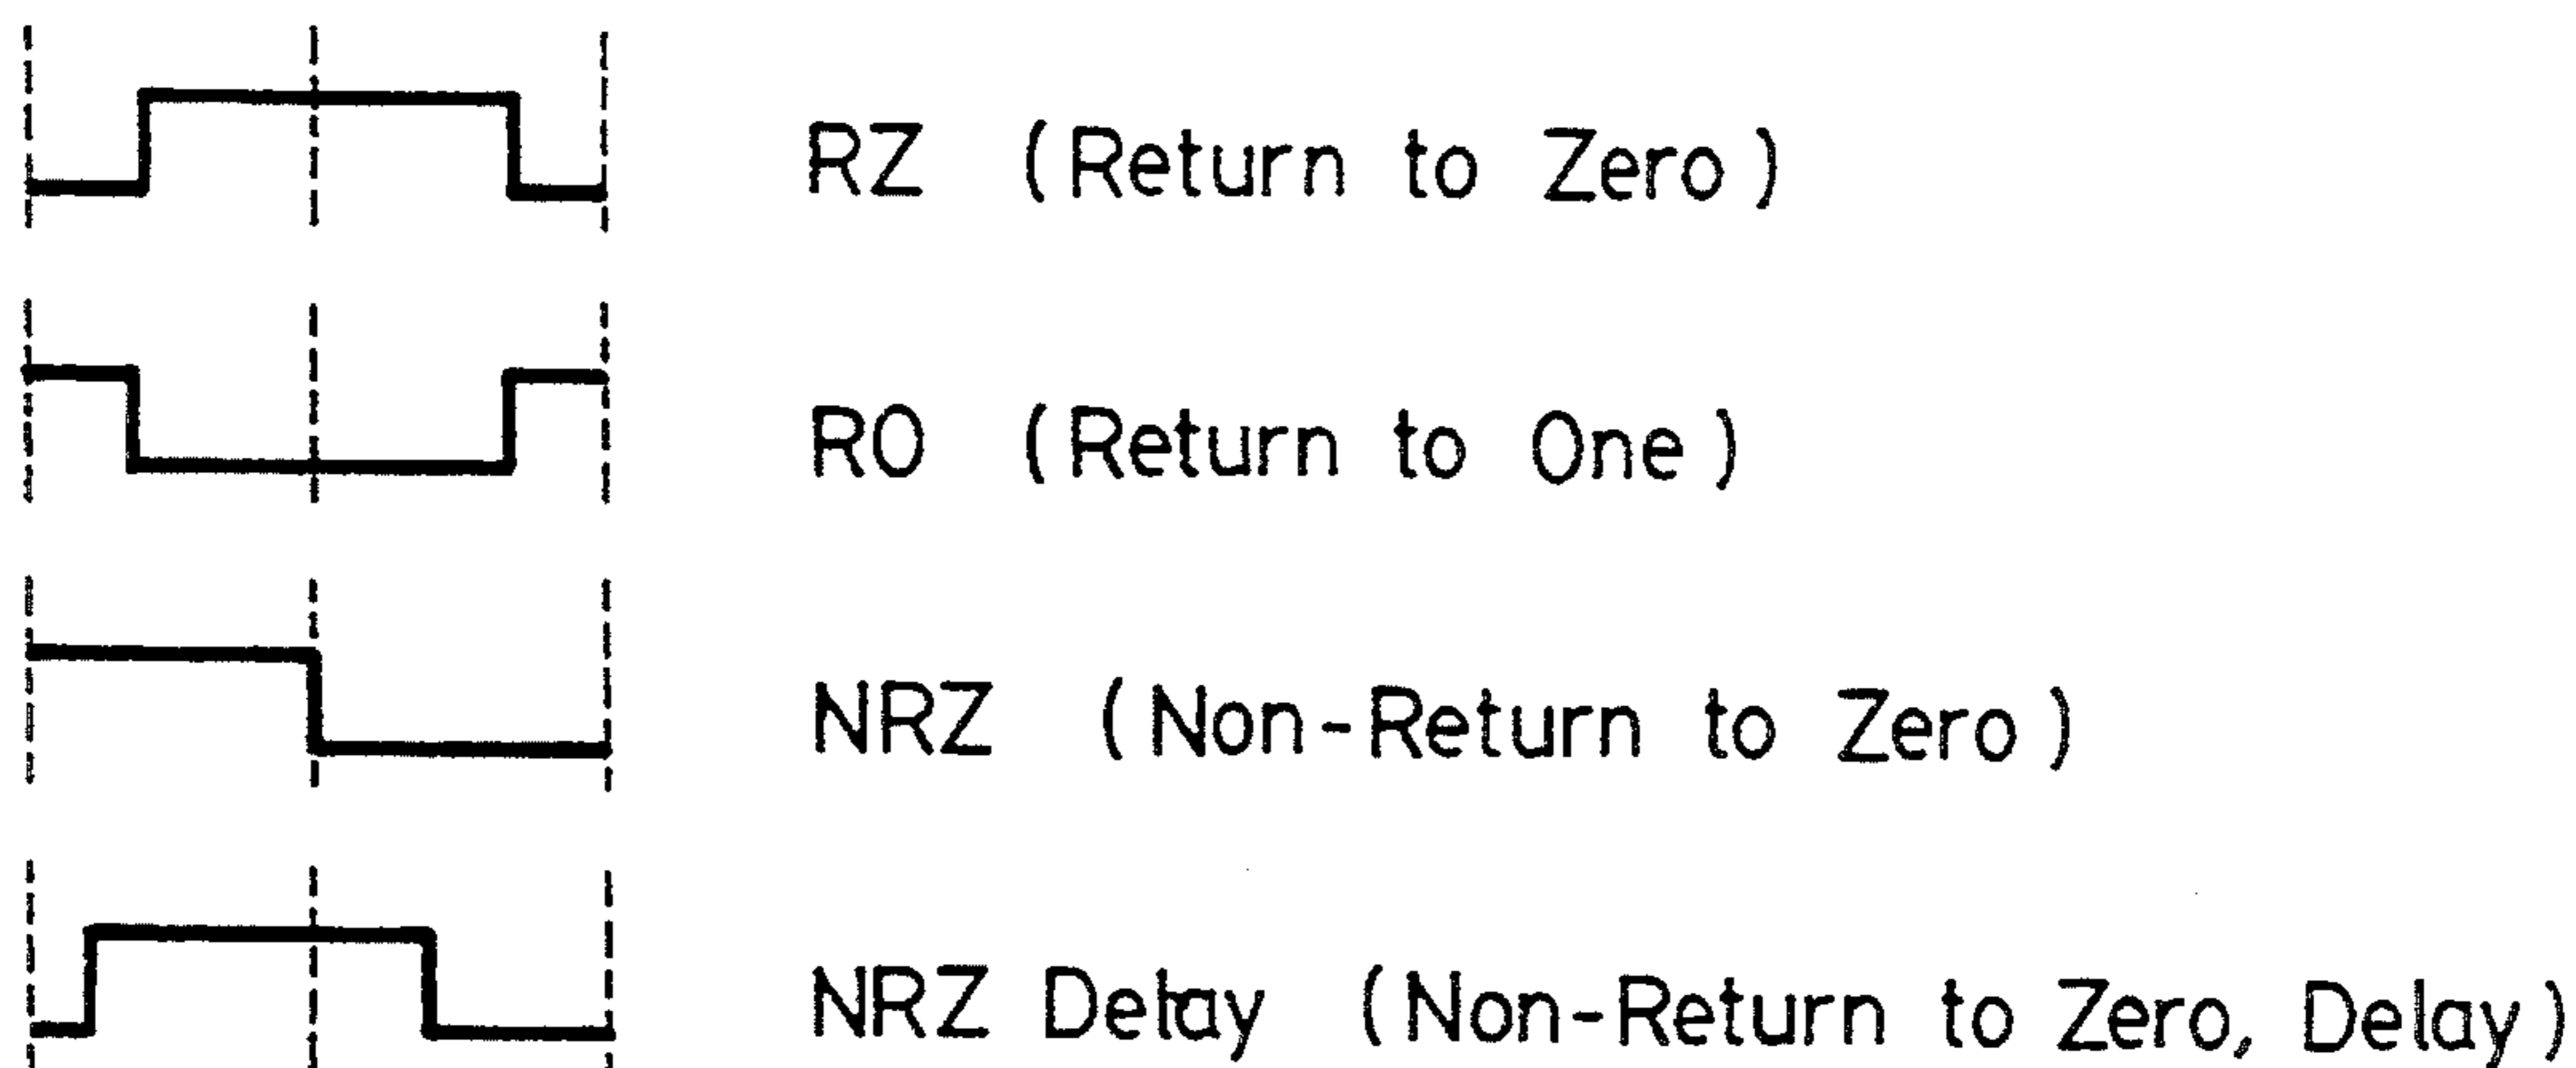 RZ (Return to Zero)
RO (Return to One)
NRZ (Non-Return to Zero)
NRZ Delay (Non-Return to Zero, Delay)